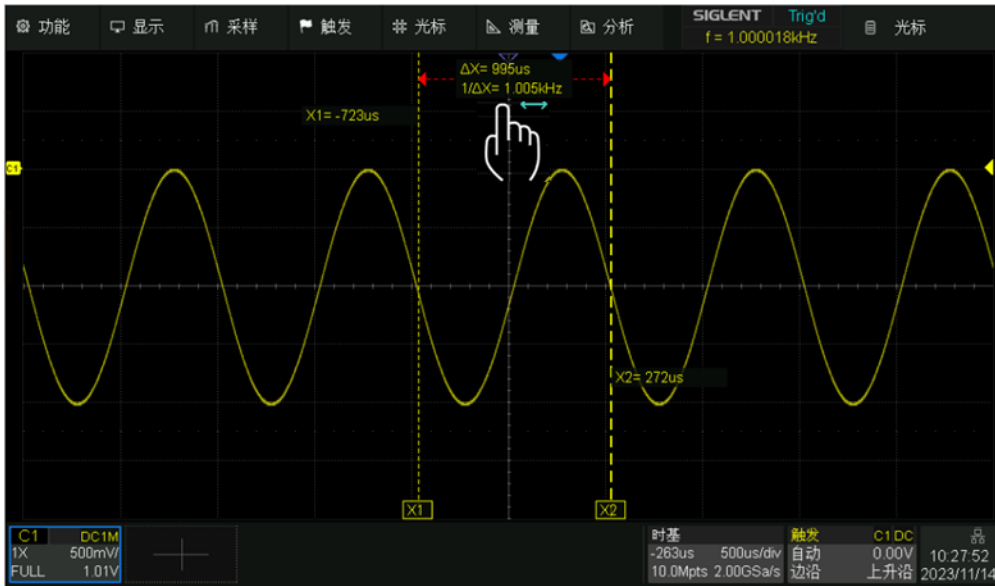 功能 显示 采样 触发 光标 测量 分析 SIGLENT Trig'd 光标
f = 1.000018kHz
ΔX= 995us
1/ΔX= 1.005kHz
X1= -723us
C1
X2= 272us
X1 X2
C1 DC1M 时基 触发 C1 DC
1X 500mV/ -263us 500us/div 自动 0.00V 10:27:52
FULL 1.01V 10.0Mpts 2.00GSa/s 边沿 上升沿 2023/11/14